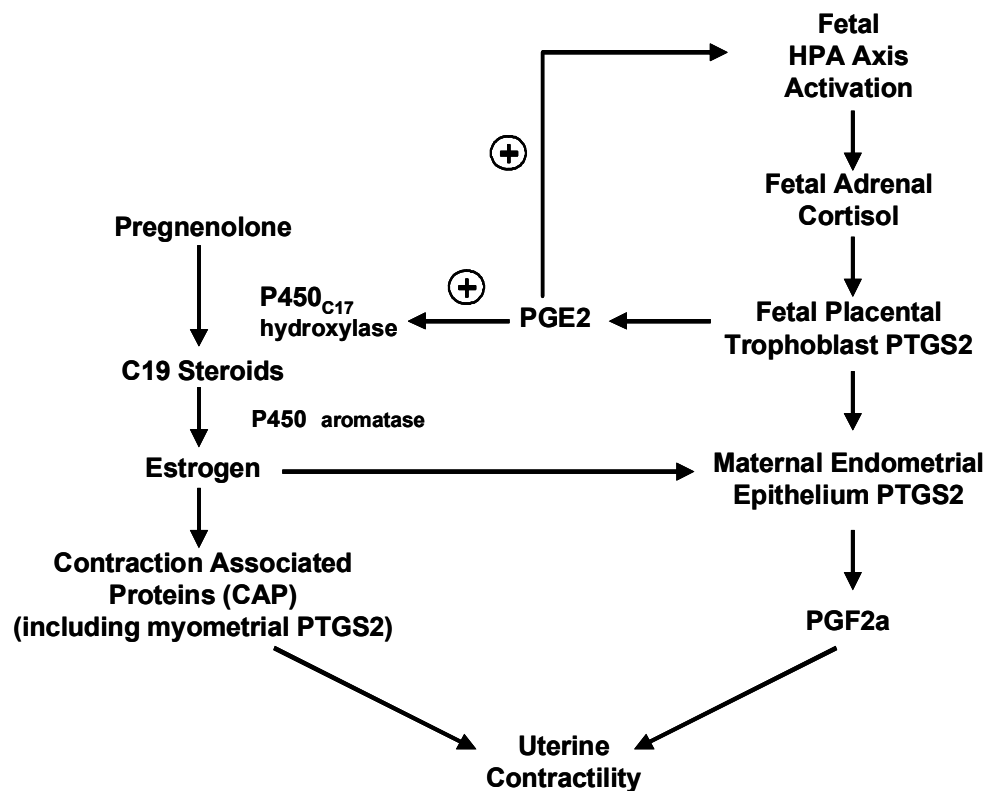 Fetal
HPA Axis
Activation
Fetal Adrenal
Cortisol
Pregnenolone
P450C17
hydroxylase
PGE2
Fetal Placental
Trophoblast PTGS2
C19 Steroids
P450 aromatase
Estrogen
Maternal Endometrial
Epithelium PTGS2
Contraction Associated
Proteins (CAP)
(including myometrial PTGS2)
PGF2a
Uterine
Contractility